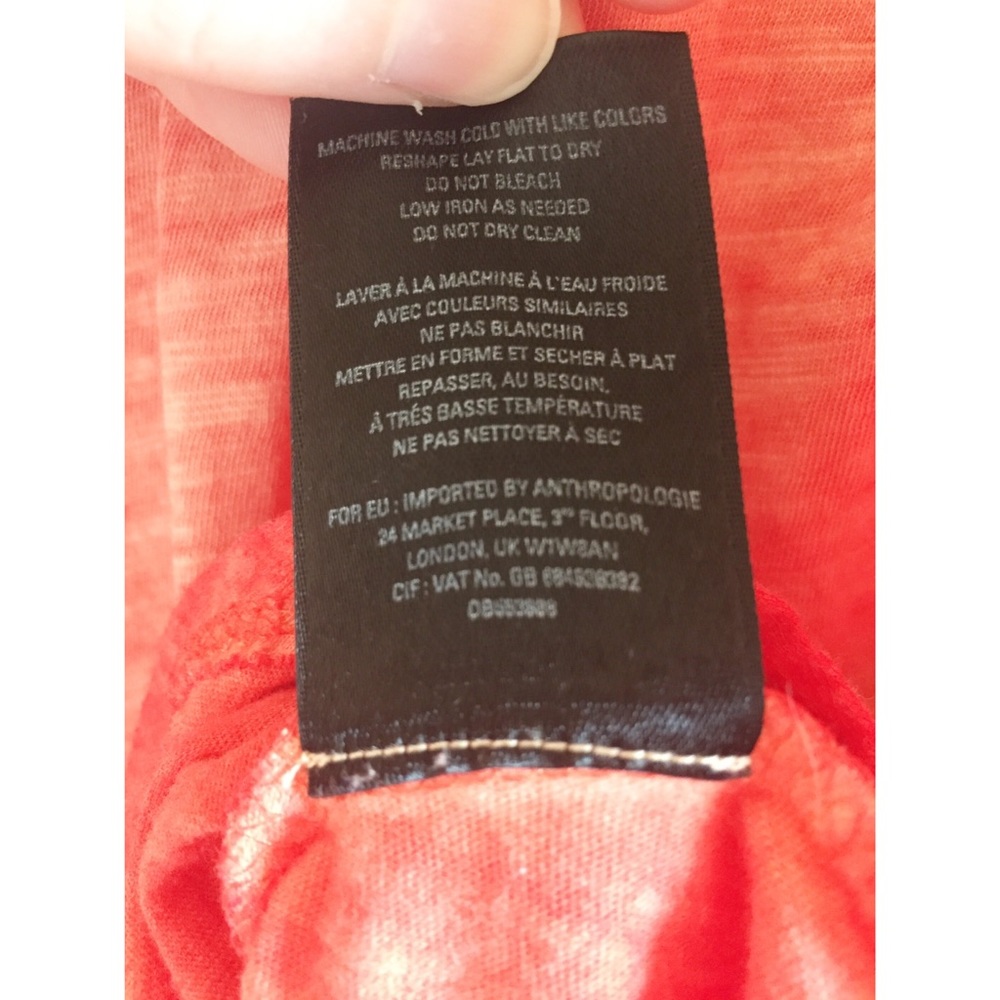 MACHINE WASH COLD WITH LIKE COLORS
RESHAPE LAY FLAT TO DRY
DO NOT BLEACH
LOW IRON AS NEEDED
DO NOT DRY CLEAN
LAVER À LA MACHINE À L'EAU FROIDE
AVEC COULEURS SIMILAIRES
NE PAS BLANCHIR
METTRE EN FORME ET SECHER À PLAT
REPASSER, AU BESOIN,
À TRÉS BASSE TEMPÉRATURE
NE PAS NETTOYER À SEC
FOR EU : IMPORTED BY ANTHROPOLOGIE
24 MARKET PLACE, 3RD FLOOR,
LONDON, UK W1W8AN
CIF : VAT No. GB